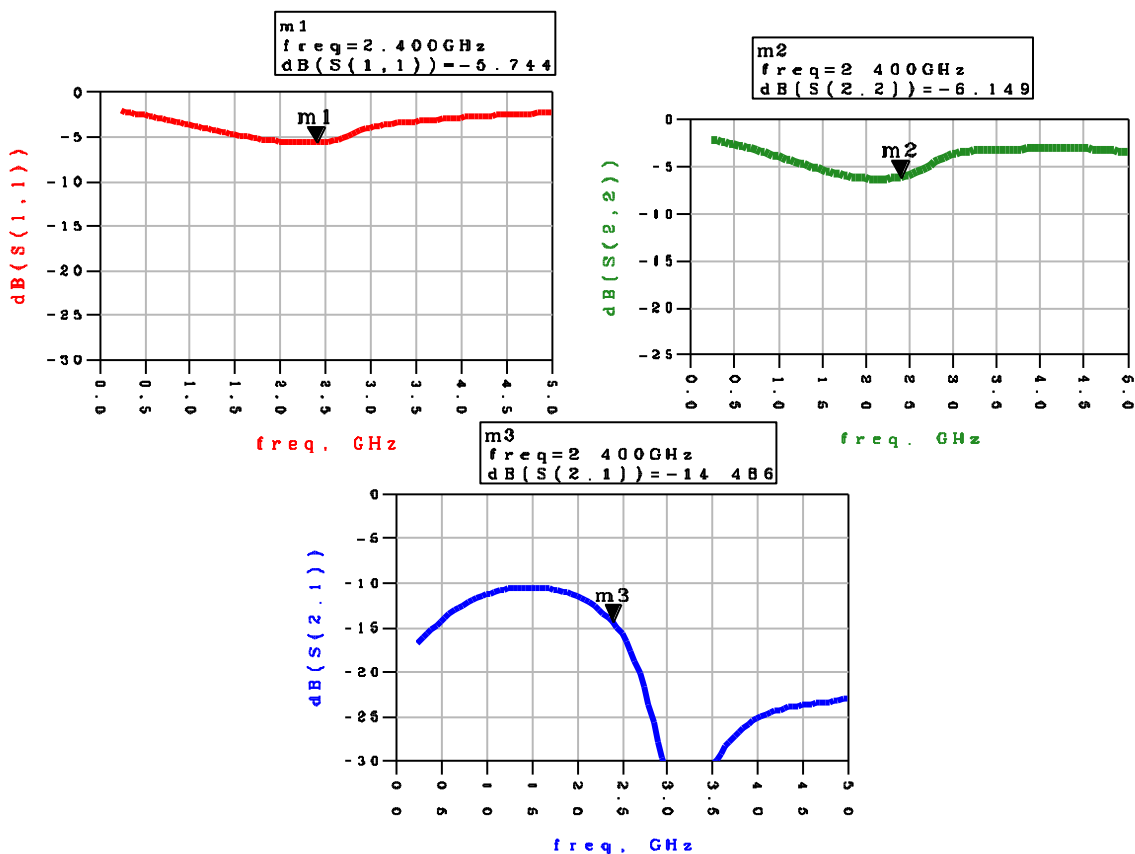 m1
freq=2.400GHz
dB(S(1,1))=-5.744
m2
freq=2 400GHz
dB(S(2.2))=-6.149
0
-5
-10
-15
-20
-25
-30
m1
dB(S(1,1))
0.0
0.5
1.0
1.5
2.0
2.5
3.0
3.5
4.0
4.5
5.0
freq, GHz
0
-5
-10
-15
-20
-25
m2
dB(S(2,2))
0.0
0.5
1.0
1.5
2.0
2.5
3.0
3.5
4.0
4.5
5.0
freq. GHz
m3
freq=2 400GHz
dB(S(2.1))=-14 486
0
-5
-10
-15
-20
-25
-30
m3
dB(S(2.1))
0 0
0 5
1 0
1 5
2 0
2.5
3.0
3.5
4 0
4 5
5 0
freq, GHz